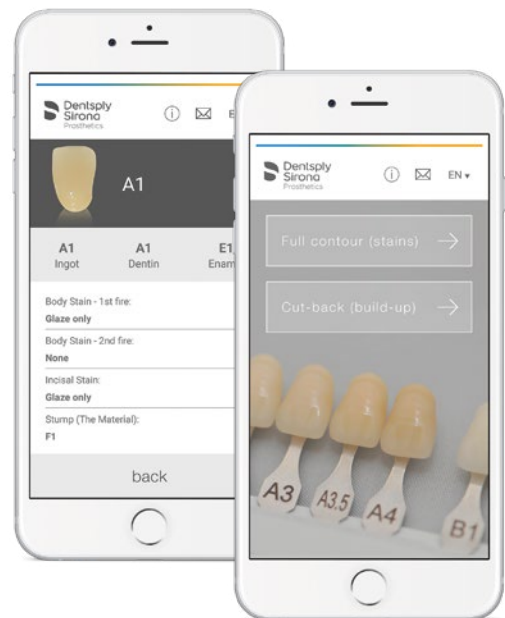 Dentsply
Sirona
Prosthetics
A1
A1
Ingot
A1
Dentin
Body Stain - 1st fire:
Glaze only
Body Stain - 2nd fire:
None
Incisal Stain:
Glaze only
Stump (The Material):
F1
back
Dentsply
Sirona
Prosthetics
EN
Full contour (stains)
Cut-back (build-up)
A3
A3.5
A4
B1